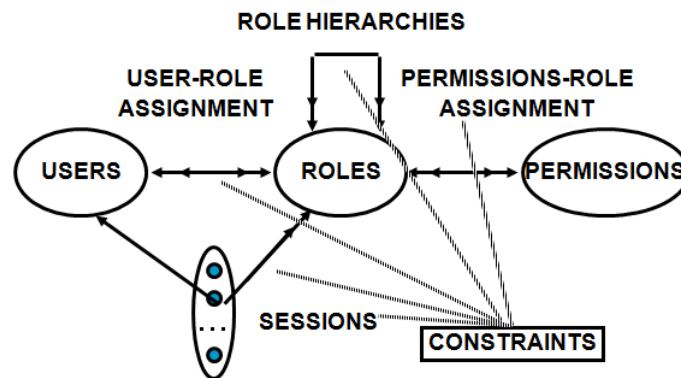 ROLE HIERARCHIES
USER-ROLE
ASSIGNMENT
PERMISSIONS-ROLE
ASSIGNMENT
USERS
ROLES
PERMISSIONS
...
SESSIONS
CONSTRAINTS